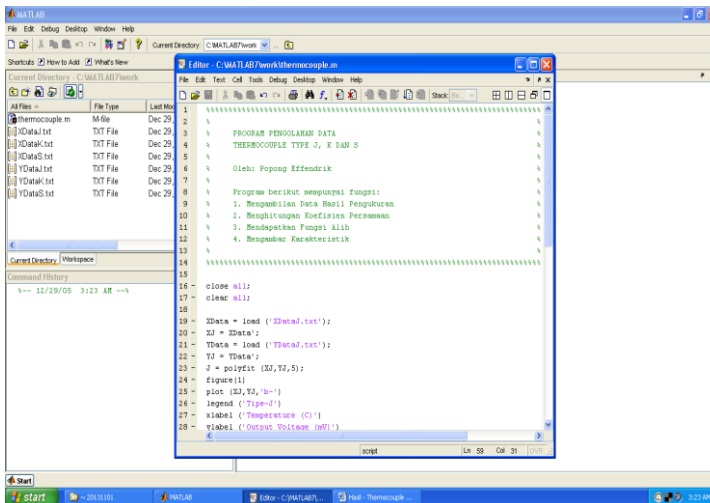 MATLAB
File Edit Debug Desktop Window Help
Current Directory: C:\MATLAB7\work
Shortcuts How to Add What's New
Current Directory - C:\MATLAB7\work
All Files File Type Last Mod
thermocouple.m M-file Dec 29,
XDataJ.txt TXT File Dec 29,
XDataK.txt TXT File Dec 29,
XDataS.txt TXT File Dec 29,
YDataJ.txt TXT File Dec 29,
YDataK.txt TXT File Dec 29,
YDataS.txt TXT File Dec 29,
Current Directory Workspace
Command History
%-- 12/29/05 3:23 AM --%
Editor - C:\MATLAB7\work\thermocouple.m
File Edit Text Cell Tools Debug Desktop Window Help
Stack:
1 %%%%%%%%%%%%%%%%%%%%%%%%%%%%%%%%%%%%%%%%%%%%%%%%%%%%%%%%%%%%
2 % %
3 % PROGRAM PENGOLAHAN DATA %
4 % THERMOCOUPLE TYPE J, K DAN S %
5 % %
6 % Oleh: Popong Effendrik %
7 % %
8 % Program berikut mempunyai fungsi: %
9 % 1. Mengambilan Data Hasil Pengukuran %
10 % 2. Menghitungan Koefisien Persamaan %
11 % 3. Mendapatkan Fungsi Alih %
12 % 4. Mengambar Karakteristik %
13 % %
14 %%%%%%%%%%%%%%%%%%%%%%%%%%%%%%%%%%%%%%%%%%%%%%%%%%%%%%%%%%%%
15
16 - close all;
17 - clear all;
18
19 - XData = load ('XDataJ.txt');
20 - XJ = XData';
21 - YData = load ('YDataJ.txt');
22 - YJ = YData';
23 - J = polyfit (XJ,YJ,5);
24 - figure(1)
25 - plot (XJ,YJ,'b-')
26 - legend ('Tipe-J')
27 - xlabel ('Temperature (C)')
28 - ylabel ('Output Voltage (mV)')
script Ln 59 Col 31 OVR
Start
start 20131101 MATLAB Editor - C:\MATLAB7\... Hasil - Thermocouple ... 3:23 AM